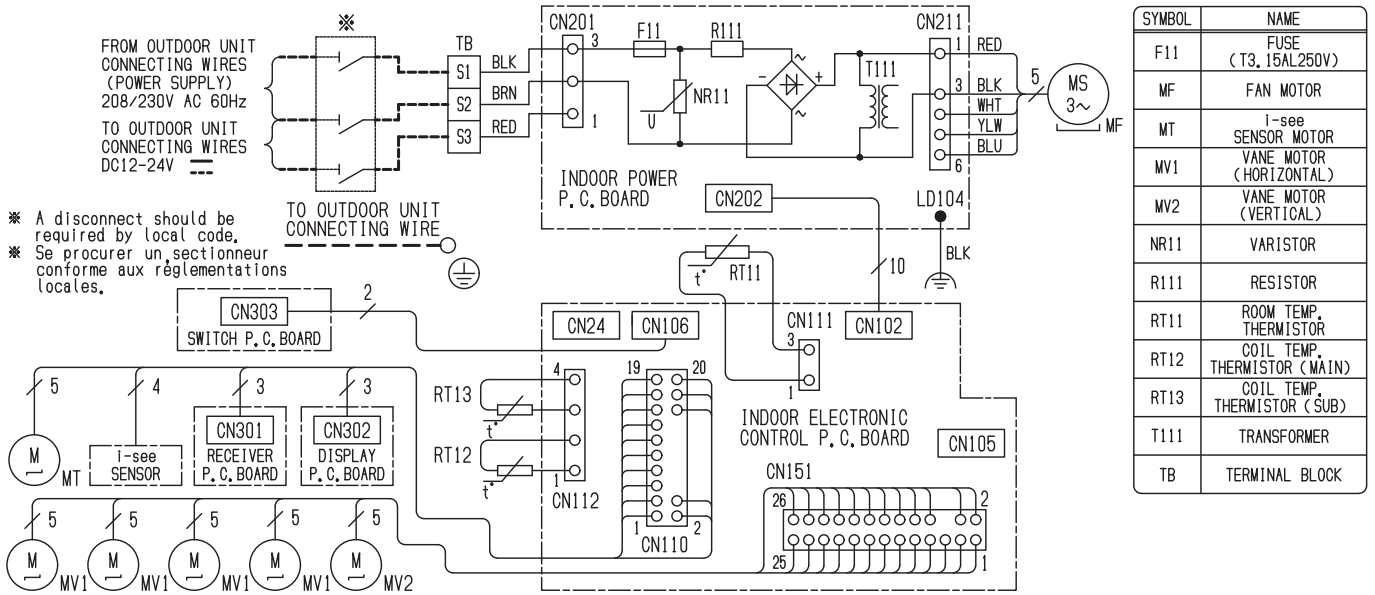 ※
FROM OUTDOOR UNIT
CONNECTING WIRES
(POWER SUPPLY)
208/230V AC 60Hz
TO OUTDOOR UNIT
CONNECTING WIRES
DC12-24V
※ A disconnect should be
required by local code.
※ Se procurer un sectionneur
conforme aux réglementations
locales.
TO OUTDOOR UNIT
CONNECTING WIRE
TB
S1
S2
S3
BLK
BRN
RED
CN201
3
1
F11
R111
NR11
U
~
-
+
~
T111
CN211
1
3
6
RED
BLK
WHT
YLW
BLU
5
MS
3~
MF
INDOOR POWER
P.C.BOARD
CN202
LD104
BLK
10
RT11
t°
CN303
SWITCH P.C.BOARD
2
CN24
CN106
CN111
3
1
CN102
5
4
3
3
M
MT
i-see
SENSOR
CN301
RECEIVER
P.C.BOARD
CN302
DISPLAY
P.C.BOARD
RT13
t°
RT12
t°
4
1
CN112
19
20
1
2
CN110
INDOOR ELECTRONIC
CONTROL P.C.BOARD
CN105
CN151
26
2
25
1
5
5
5
5
5
M
MV1
M
MV1
M
MV1
M
MV1
M
MV2
SYMBOL NAME
F11 FUSE
(T3.15AL250V)
MF FAN MOTOR
MT i-see
SENSOR MOTOR
MV1 VANE MOTOR
(HORIZONTAL)
MV2 VANE MOTOR
(VERTICAL)
NR11 VARISTOR
R111 RESISTOR
RT11 ROOM TEMP.
THERMISTOR
RT12 COIL TEMP.
THERMISTOR (MAIN)
RT13 COIL TEMP.
THERMISTOR (SUB)
T111 TRANSFORMER
TB TERMINAL BLOCK